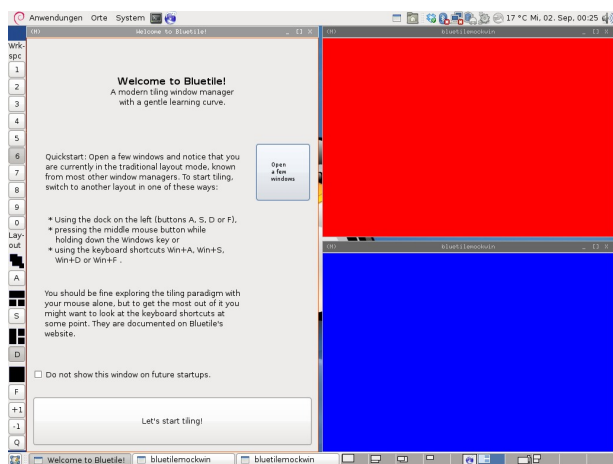 Anwendungen Orte System 17 °C Mi, 02. Sep, 00:25
(M) Welcome to Bluetile! _ [] X
(M) bluetilemockwin _ [] X
Wrk-
spc
1
2
3
4
5
6
7
8
9
0
Lay-
out
A
S
D
F
+1
-1
Q
Welcome to Bluetile!
A modern tiling window manager
with a gentle learning curve.
Quickstart: Open a few windows and notice that you
are currently in the traditional layout mode, known
from most other window managers. To start tiling,
switch to another layout in one of these ways:
Open
a few
windows
* Using the dock on the left (buttons A, S, D or F),
* pressing the middle mouse button while
holding down the Windows key or
* using the keyboard shortcuts Win+A, Win+S,
Win+D or Win+F .
You should be fine exploring the tiling paradigm with
your mouse alone, but to get the most out of it you
might want to look at the keyboard shortcuts at
some point. They are documented on Bluetile's
website.
Do not show this window on future startups.
Let's start tiling!
(M) bluetilemockwin _ [] X
Welcome to Bluetile! bluetilemockwin bluetilemockwin